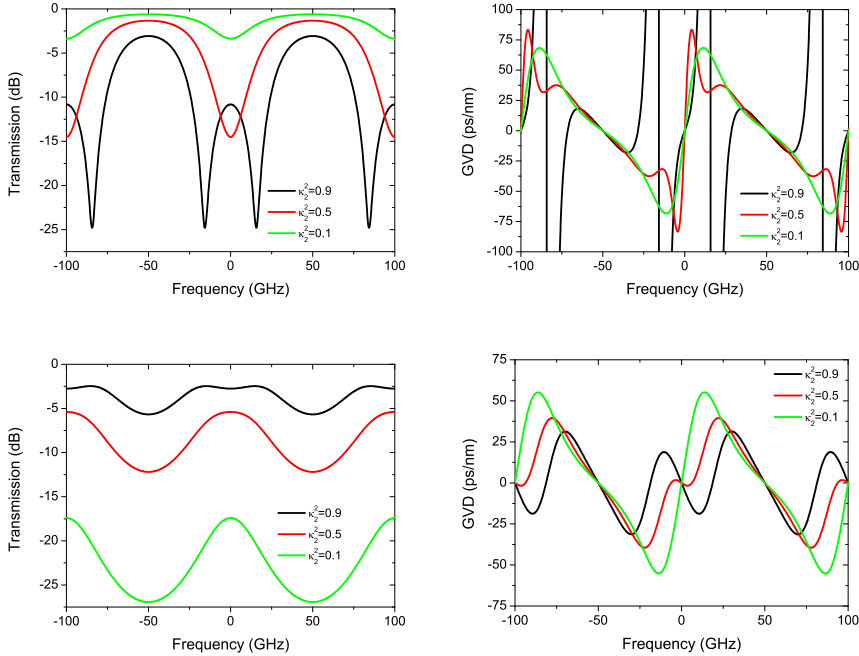 0
-5
-10
-15
-20
-25
Transmission (dB)
κ₂²=0.9
κ₂²=0.5
κ₂²=0.1
-100
-50
0
50
100
Frequency (GHz)
100
75
50
25
0
-25
-50
-75
-100
GVD (ps/nm)
κ₂²=0.9
κ₂²=0.5
κ₂²=0.1
-100
-50
0
50
100
Frequency (GHz)
0
-5
-10
-15
-20
-25
Transmission (dB)
κ₂²=0.9
κ₂²=0.5
κ₂²=0.1
-100
-50
0
50
100
Frequency (GHz)
75
50
25
0
-25
-50
-75
GVD (ps/nm)
κ₂²=0.9
κ₂²=0.5
κ₂²=0.1
-100
-50
0
50
100
Frequency (GHz)